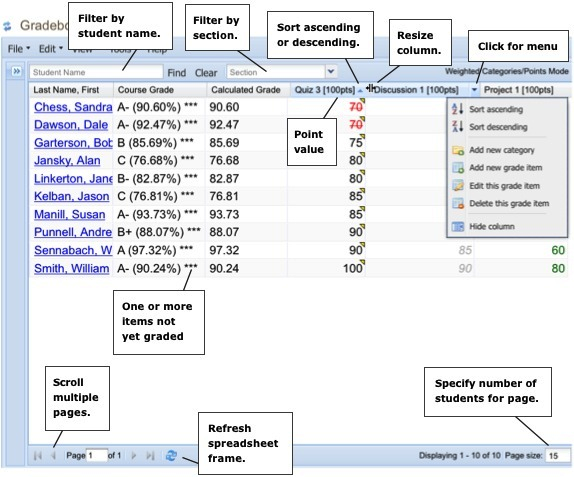 Gradebo
Filter by
student name.
Filter by
section.
Sort ascending
or descending.
Resize
column.
Click for menu
File Edit Help
Student Name Find Clear Section Weighted Categories/Points Mode
Last Name, First Course Grade Calculated Grade Quiz 3 [100pts] Discussion 1 [100pts] Project 1 [100pts]
Chess, Sandra A- (90.60%) *** 90.60 70
Dawson, Dale A- (92.47%) *** 92.47 70
Garterson, Bob B (85.69%) *** 85.69 75
Jansky, Alan C (76.68%) *** 76.68 80
Linkerton, Jane B- (82.87%) *** 82.87 80
Kelban, Jason C (76.81%) *** 76.81 85
Manill, Susan A- (93.73%) *** 93.73 85
Punnell, Andre B+ (88.07%) *** 88.07 90
Sennabach, W A (97.32%) *** 97.32 90 85 60
Smith, William A- (90.24%) *** 90.24 100 90 80
Point
value
Sort ascending
Sort descending
Add new category
Add new grade item
Edit this grade item
Delete this grade item
Hide column
One or more
items not
yet graded
Scroll
multiple
pages.
Refresh
spreadsheet
frame.
Specify number of
students for page.
Page 1 of 1 Displaying 1 - 10 of 10 Page size: 15